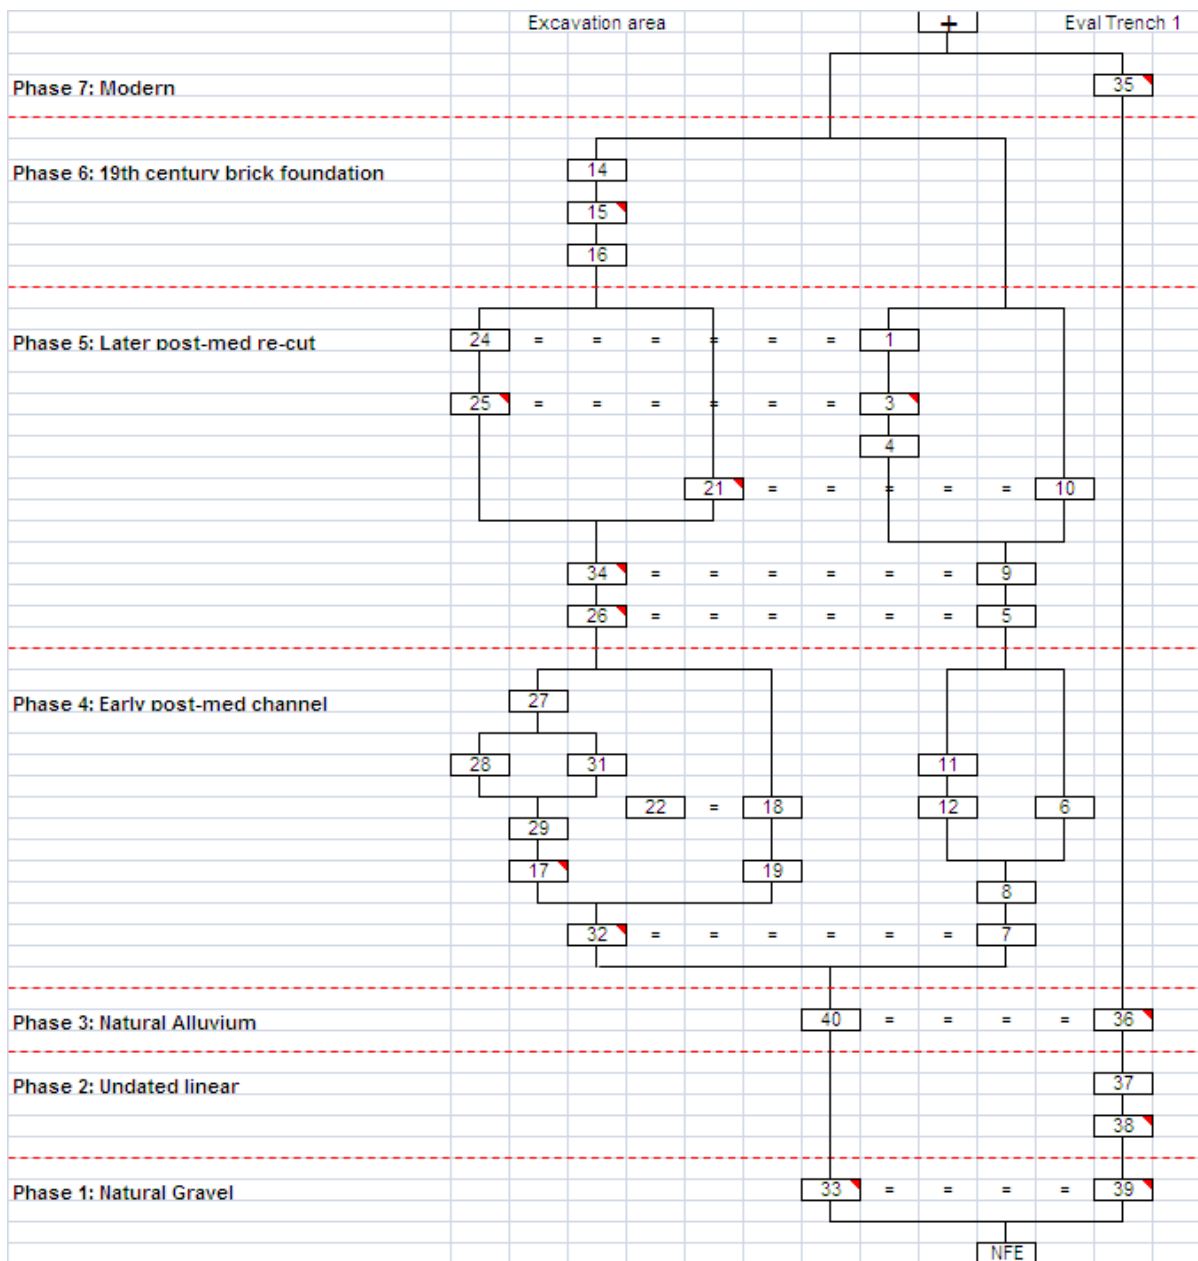 Excavation area + Eval Trench 1
Phase 7: Modern 35
Phase 6: 19th century brick foundation 14
15
16
Phase 5: Later post-med re-cut 24 = = = = = = 1
25 = = = = = = 3
4
21 = = = = = 10
34 = = = = = = 9
26 = = = = = = 5
Phase 4: Early post-med channel 27
28 31 11
22 = 18 12 6
29
17 19
8
32 = = = = = = 7
Phase 3: Natural Alluvium 40 = = = = 36
Phase 2: Undated linear 37
38
Phase 1: Natural Gravel 33 = = = = 39
NFE